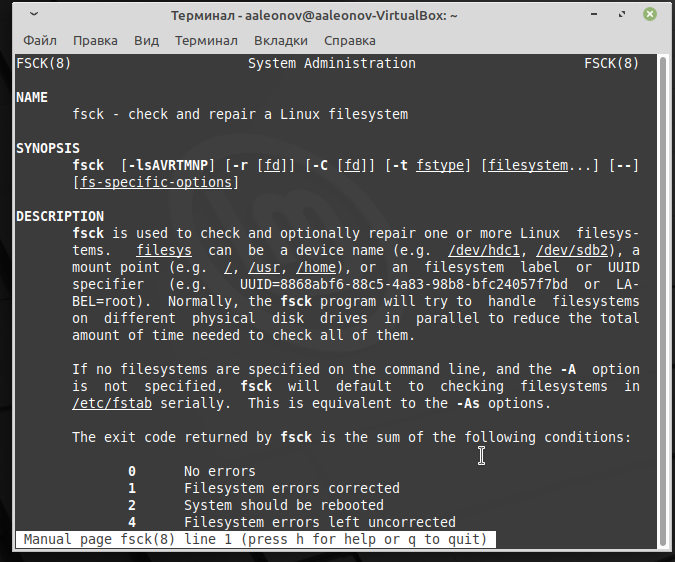 Терминал - aaleonov@aaleonov-VirtualBox: ~
Файл Правка Вид Терминал Вкладки Справка
FSCK(8) System Administration FSCK(8)
NAME
fsck - check and repair a Linux filesystem
SYNOPSIS
fsck [-lsAVRTMNP] [-r [fd]] [-C [fd]] [-t fstype] [filesystem...] [--]
[fs-specific-options]
DESCRIPTION
fsck is used to check and optionally repair one or more Linux filesys-
tems. filesys can be a device name (e.g. /dev/hdc1, /dev/sdb2), a
mount point (e.g. /, /usr, /home), or an filesystem label or UUID
specifier (e.g. UUID=8868abf6-88c5-4a83-98b8-bfc24057f7bd or LA-
BEL=root). Normally, the fsck program will try to handle filesystems
on different physical disk drives in parallel to reduce the total
amount of time needed to check all of them.
If no filesystems are specified on the command line, and the -A option
is not specified, fsck will default to checking filesystems in
/etc/fstab serially. This is equivalent to the -As options.
The exit code returned by fsck is the sum of the following conditions:
0 No errors
1 Filesystem errors corrected
2 System should be rebooted
4 Filesystem errors left uncorrected
Manual page fsck(8) line 1 (press h for help or q to quit)